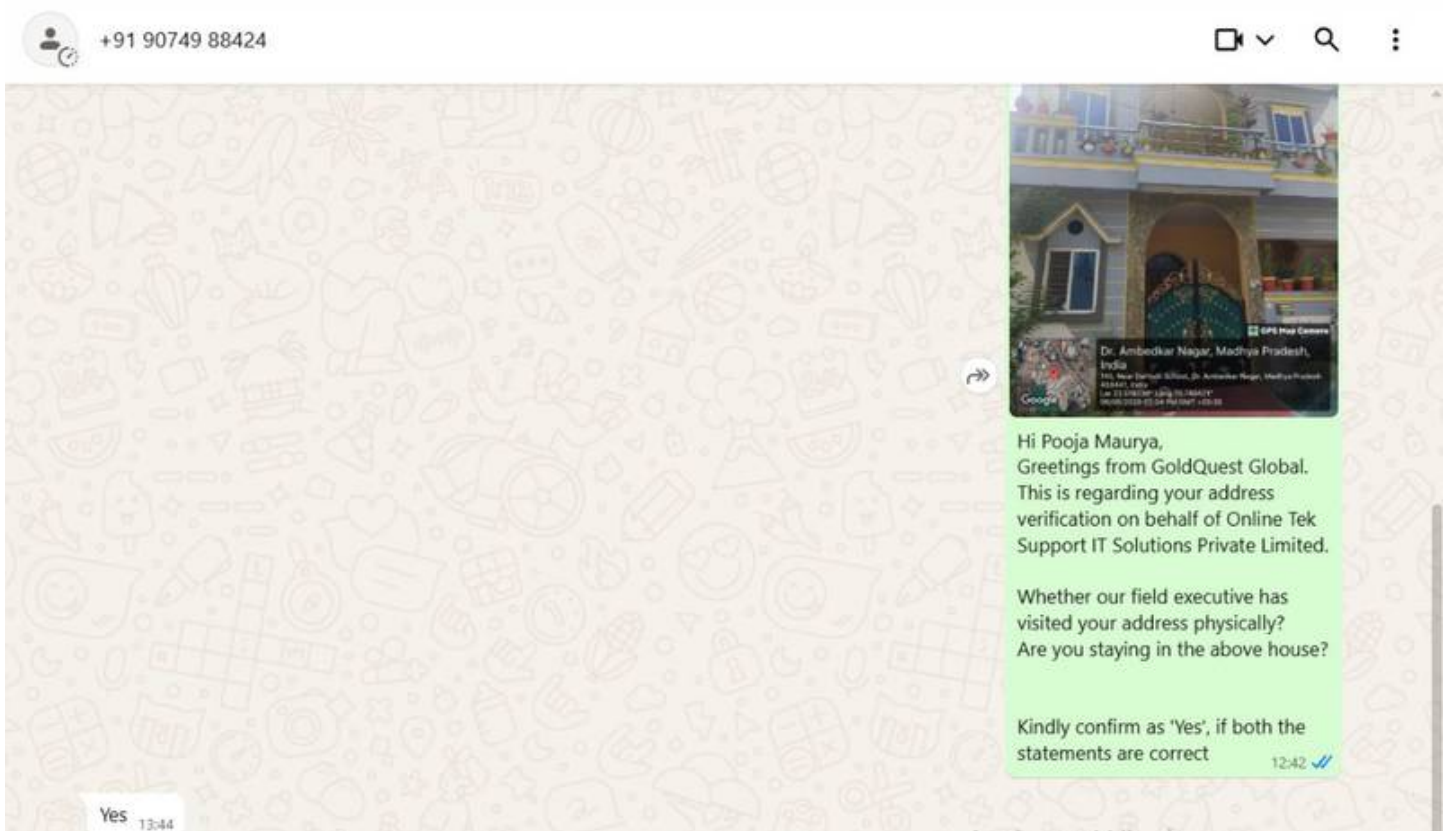 +91 90749 88424
GPS Map Camera
Dr. Ambedkar Nagar, Madhya Pradesh,
India
Google
Hi Pooja Maurya,
Greetings from GoldQuest Global.
This is regarding your address
verification on behalf of Online Tek
Support IT Solutions Private Limited.
Whether our field executive has
visited your address physically?
Are you staying in the above house?
Kindly confirm as 'Yes', if both the
statements are correct
12:42
Yes 13:44